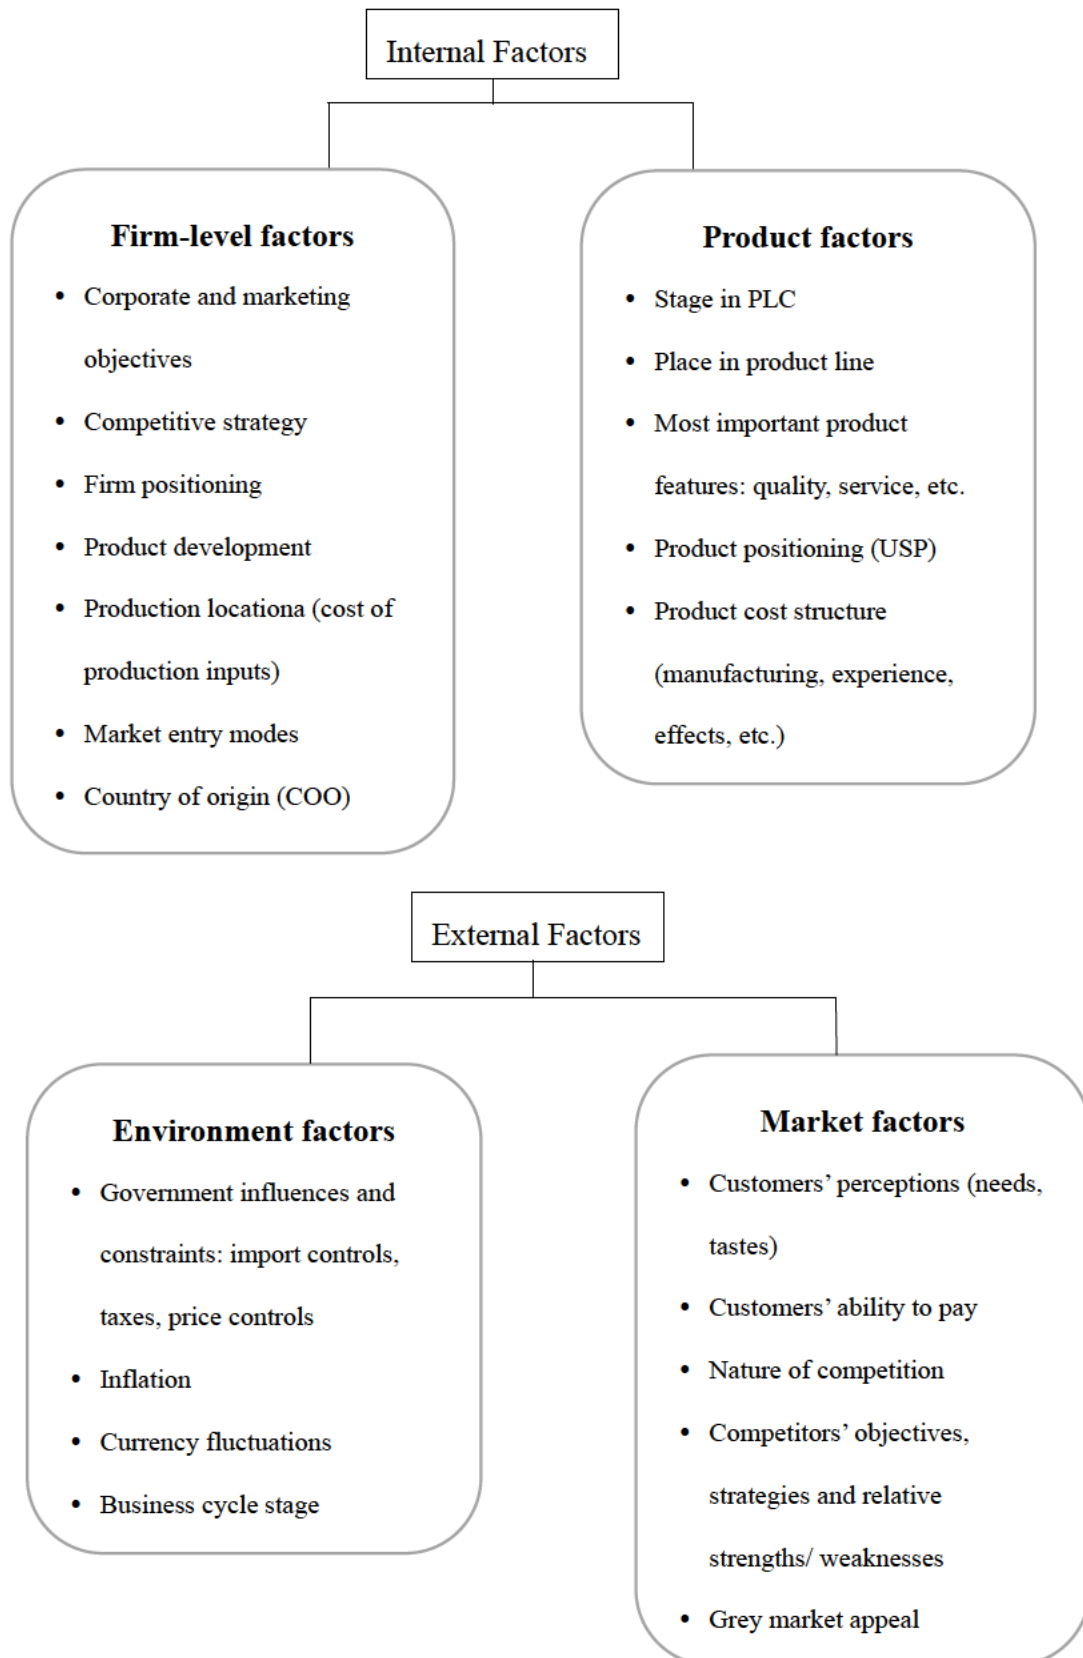 Internal Factors
Firm-level factors
• Corporate and marketing
objectives
• Competitive strategy
• Firm positioning
• Product development
• Production locationa (cost of
production inputs)
• Market entry modes
• Country of origin (COO)
Product factors
• Stage in PLC
• Place in product line
• Most important product
features: quality, service, etc.
• Product positioning (USP)
• Product cost structure
(manufacturing, experience,
effects, etc.)
External Factors
Environment factors
• Government influences and
constraints: import controls,
taxes, price controls
• Inflation
• Currency fluctuations
• Business cycle stage
Market factors
• Customers’ perceptions (needs,
tastes)
• Customers’ ability to pay
• Nature of competition
• Competitors’ objectives,
strategies and relative
strengths/ weaknesses
• Grey market appeal